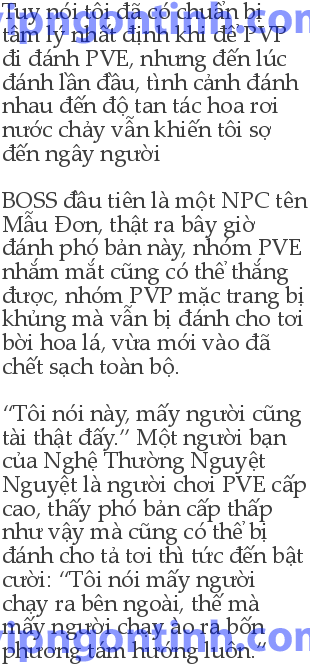 Tuy nói tôi đã có chuẩn bị
tâm lý nhất định khi để PVP
đi đánh PVE, nhưng đến lúc
đánh lần đầu, tình cảnh đánh
nhau đến độ tan tác hoa rơi
nước chảy vẫn khiến tôi sợ
đến ngây người
BOSS đầu tiên là một NPC tên
Mẫu Đơn, thật ra bây giờ
đánh phó bản này, nhóm PVE
nhắm mắt cũng có thể thắng
được, nhóm PVP mặc trang bị
khủng mà vẫn bị đánh cho tơi
bời hoa lá, vừa mới vào đã
chết sạch toàn bộ.
“Tôi nói này, mấy người cũng
tài thật đấy.” Một người bạn
của Nghệ Thường Nguyệt
Nguyệt là người chơi PVE cấp
cao, thấy phó bản cấp thấp
như vậy mà cũng có thể bị
đánh cho tả tơi thì tức đến bật
cười: “Tôi nói mấy người
chạy ra bên ngoài, thế mà
mấy người chạy ào ra bốn
phương tám hướng luôn.”
vipngontinh.com
vipngontinh.com